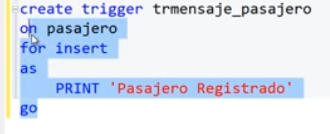 create trigger trmensaje_pasajero
on pasajero
for insert
as
PRINT 'Pasajero Registrado'
go